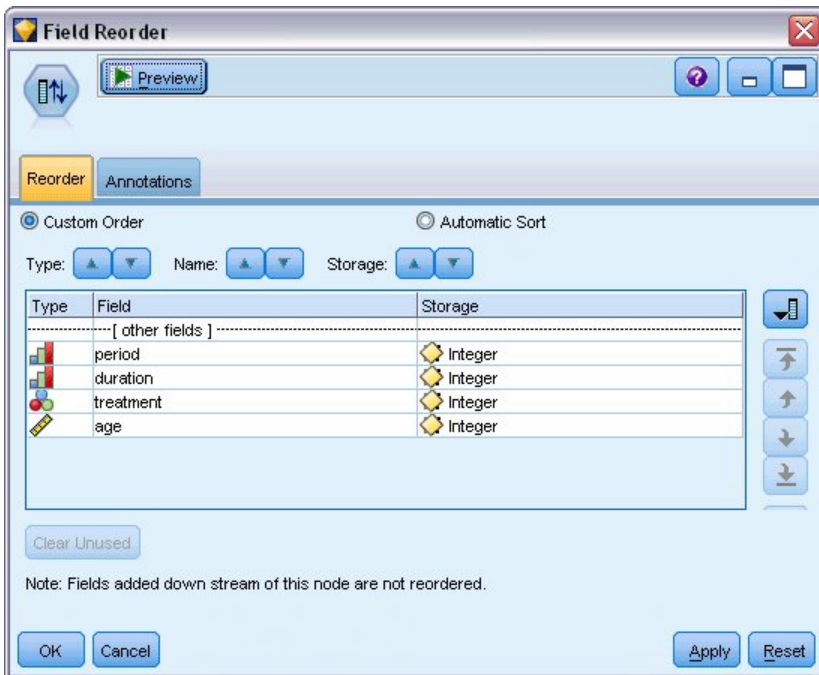 Field Reorder
Preview
Reorder Annotations
Custom Order Automatic Sort
Type: Name: Storage:
Type Field Storage
[ other fields ]
period Integer
duration Integer
treatment Integer
age Integer
Clear Unused
Note: Fields added down stream of this node are not reordered.
OK Cancel Apply Reset